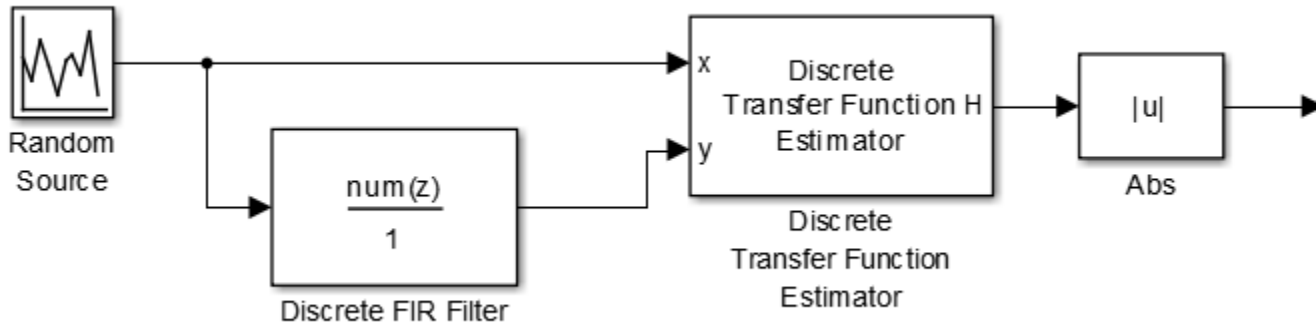 Random
Source
num(z)
1
Discrete FIR Filter
x
y
Discrete
Transfer Function H
Estimator
Discrete
Transfer Function
Estimator
|u|
Abs